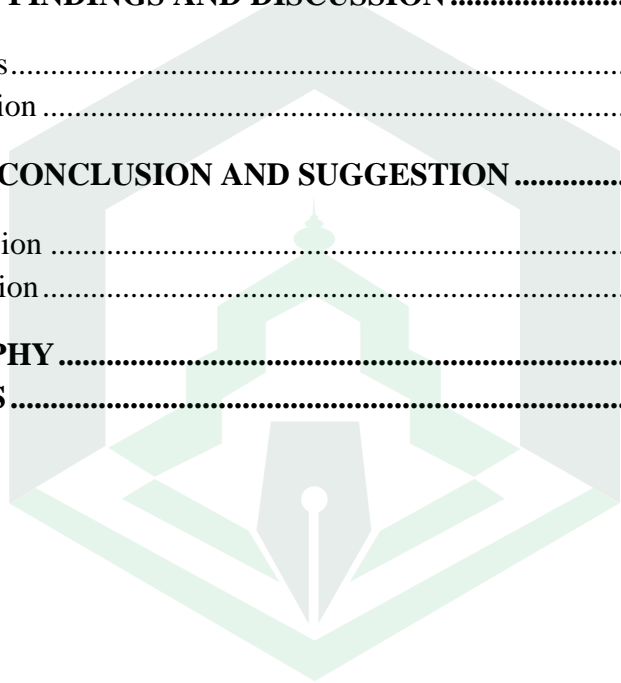 FINDINGS AND DISCUSSION..............................
s................................................................................
ion...........................................................................
CONCLUSION AND SUGGESTION..................
ion ..........................................................................
ion...........................................................................
PHY.........................................................................
S................................................................................